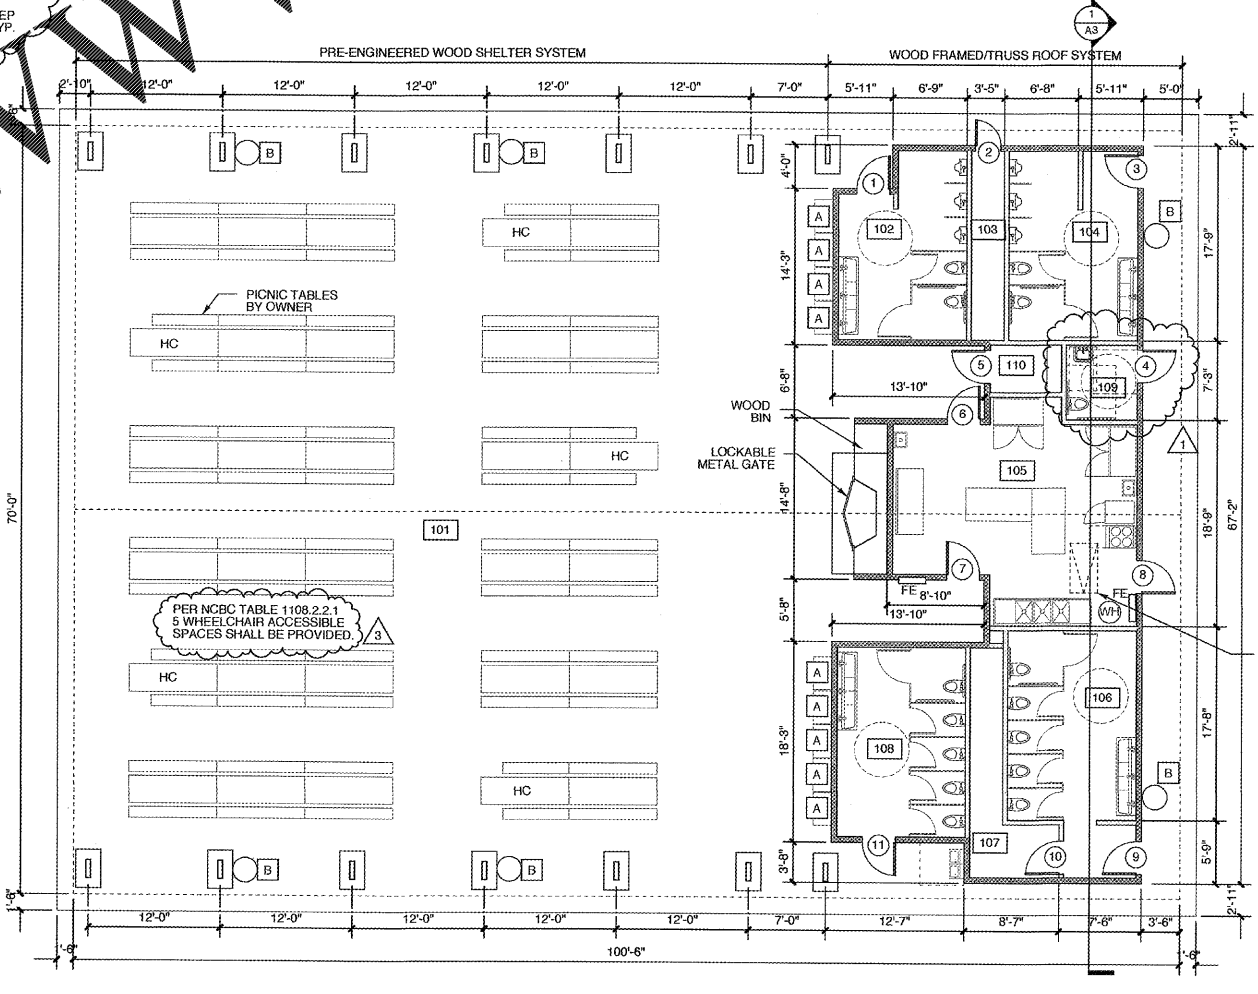 EP
YP.
1
A3
PRE-ENGINEERED WOOD SHELTER SYSTEM
WOOD FRAMED/TRUSS ROOF SYSTEM
2'-10" 12'-0" 12'-0" 12'-0" 12'-0" 12'-0" 7'-0" 5'-11" 6'-9" 3'-5" 6'-8" 5'-11" 5'-0"
2'-11"
B
B
4'-0"
1
2
3
A
A
A
A
102
103
104
B
14'-3"
17'-9"
HC
PICNIC TABLES
BY OWNER
HC
5
110
4
109
6'-8"
13'-10"
7'-3"
WOOD
BIN
6
1
HC
LOCKABLE
METAL GATE
105
14'-8"
18'-9"
70'-0"
67'-2"
101
7
8
FE
FE
8'-10"
WH
PER NCBC TABLE 1108.2.2.1
5 WHEELCHAIR ACCESSIBLE
SPACES SHALL BE PROVIDED.
3
5'-8"
13'-10"
HC
A
A
A
A
A
106
108
18'-3"
17'-8"
B
HC
107
11
10
9
3'-8"
5'-9"
B
B
1'-6"
2'-11"
12'-0" 12'-0" 12'-0" 12'-0" 12'-0" 7'-0" 12'-7" 8'-7" 7'-6" 3'-6"
'-6"
100'-6"
'-6"